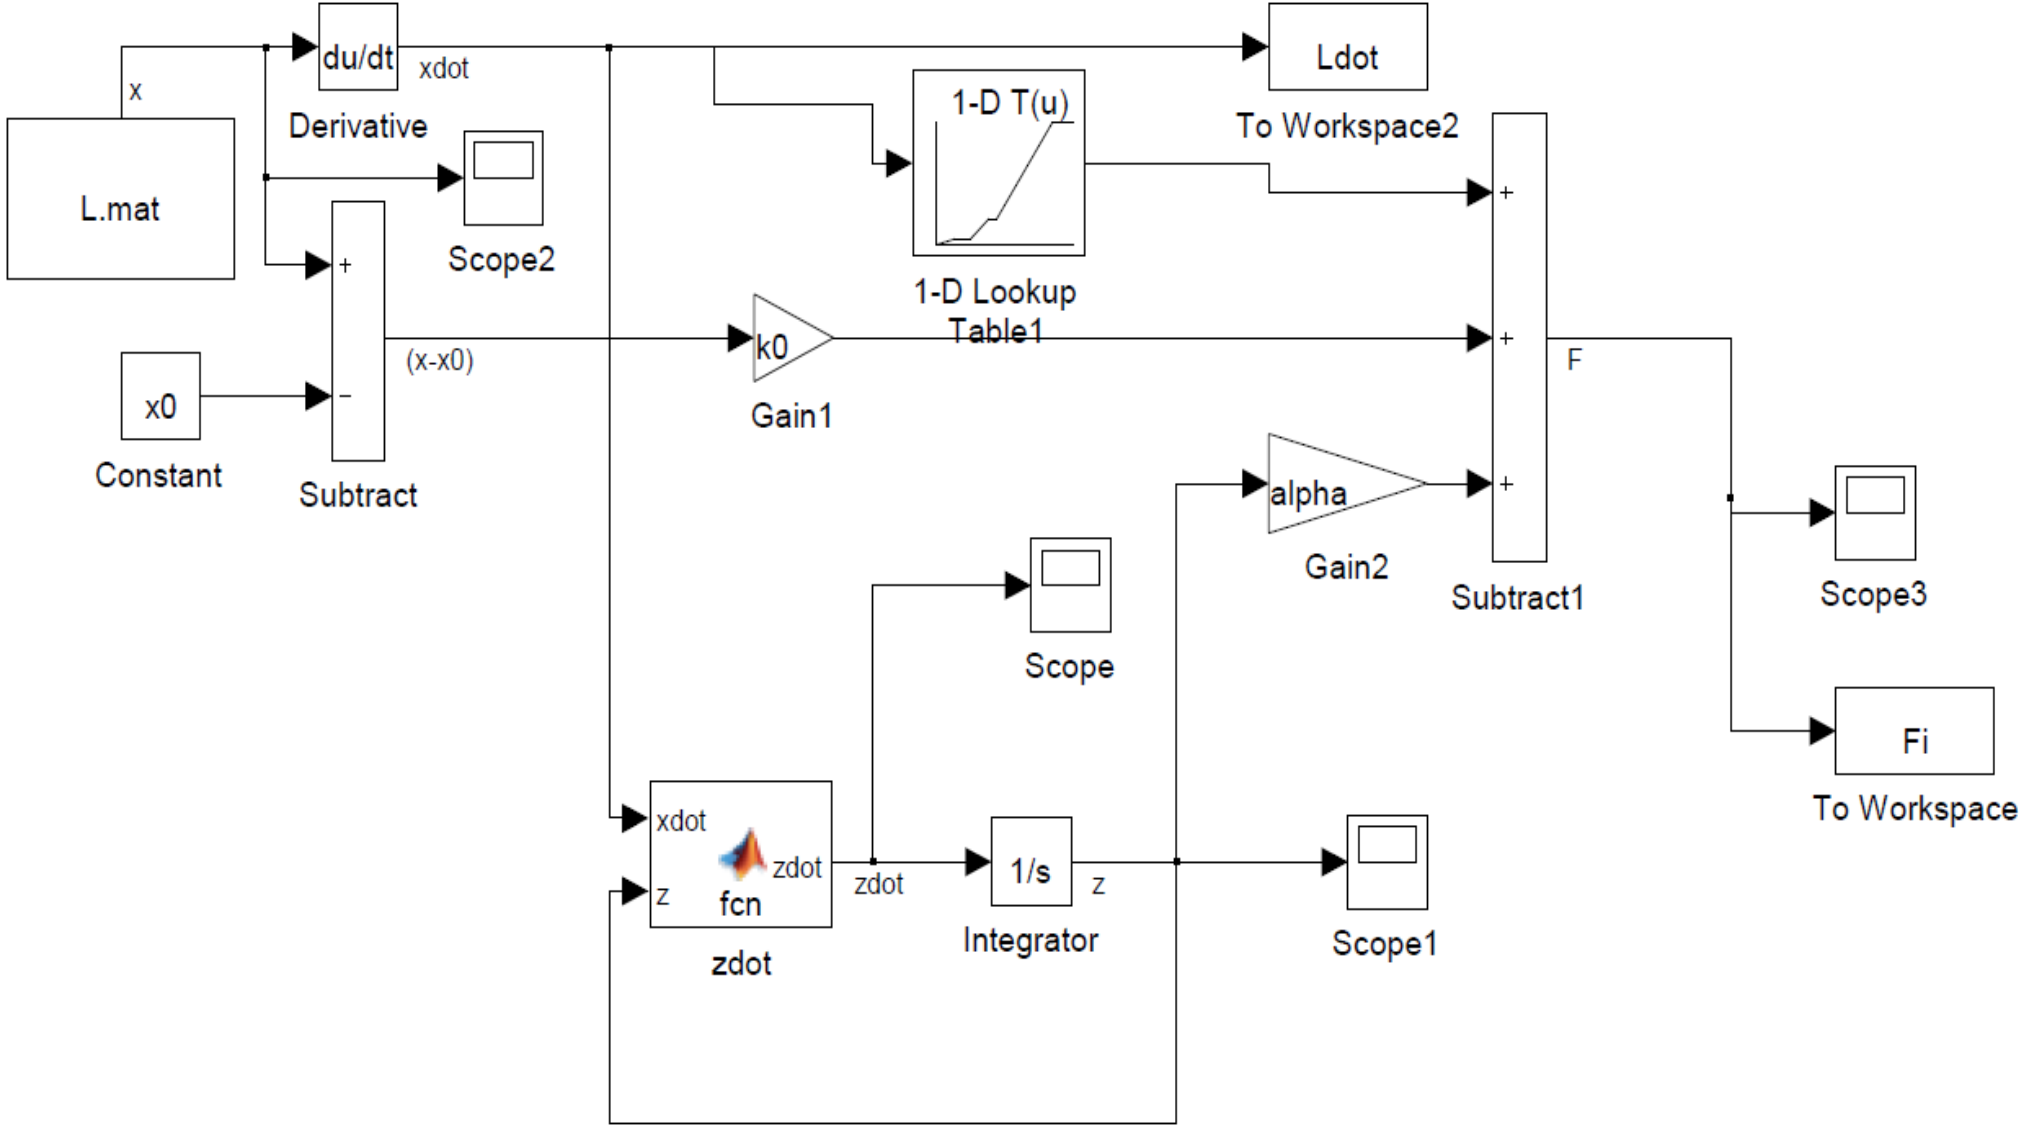 du/dt
xdot
Ldot
x
Derivative
1-D T(u)
To Workspace2
L.mat
+
Scope2
+
1-D Lookup
Table1
(x-x0)
k0
+
F
x0
−
Gain1
Constant
Subtract
alpha
+
Gain2
Subtract1
Scope3
Scope
Fi
To Workspace
xdot
zdot
z
fcn
zdot
1/s
z
zdot
Integrator
Scope1